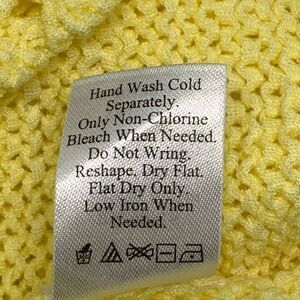 Hand Wash Cold
Separately.
Only Non-Chlorine
Bleach When Needed.
Do Not Wring.
Reshape, Dry Flat.
Flat Dry Only.
Low Iron When
Needed.